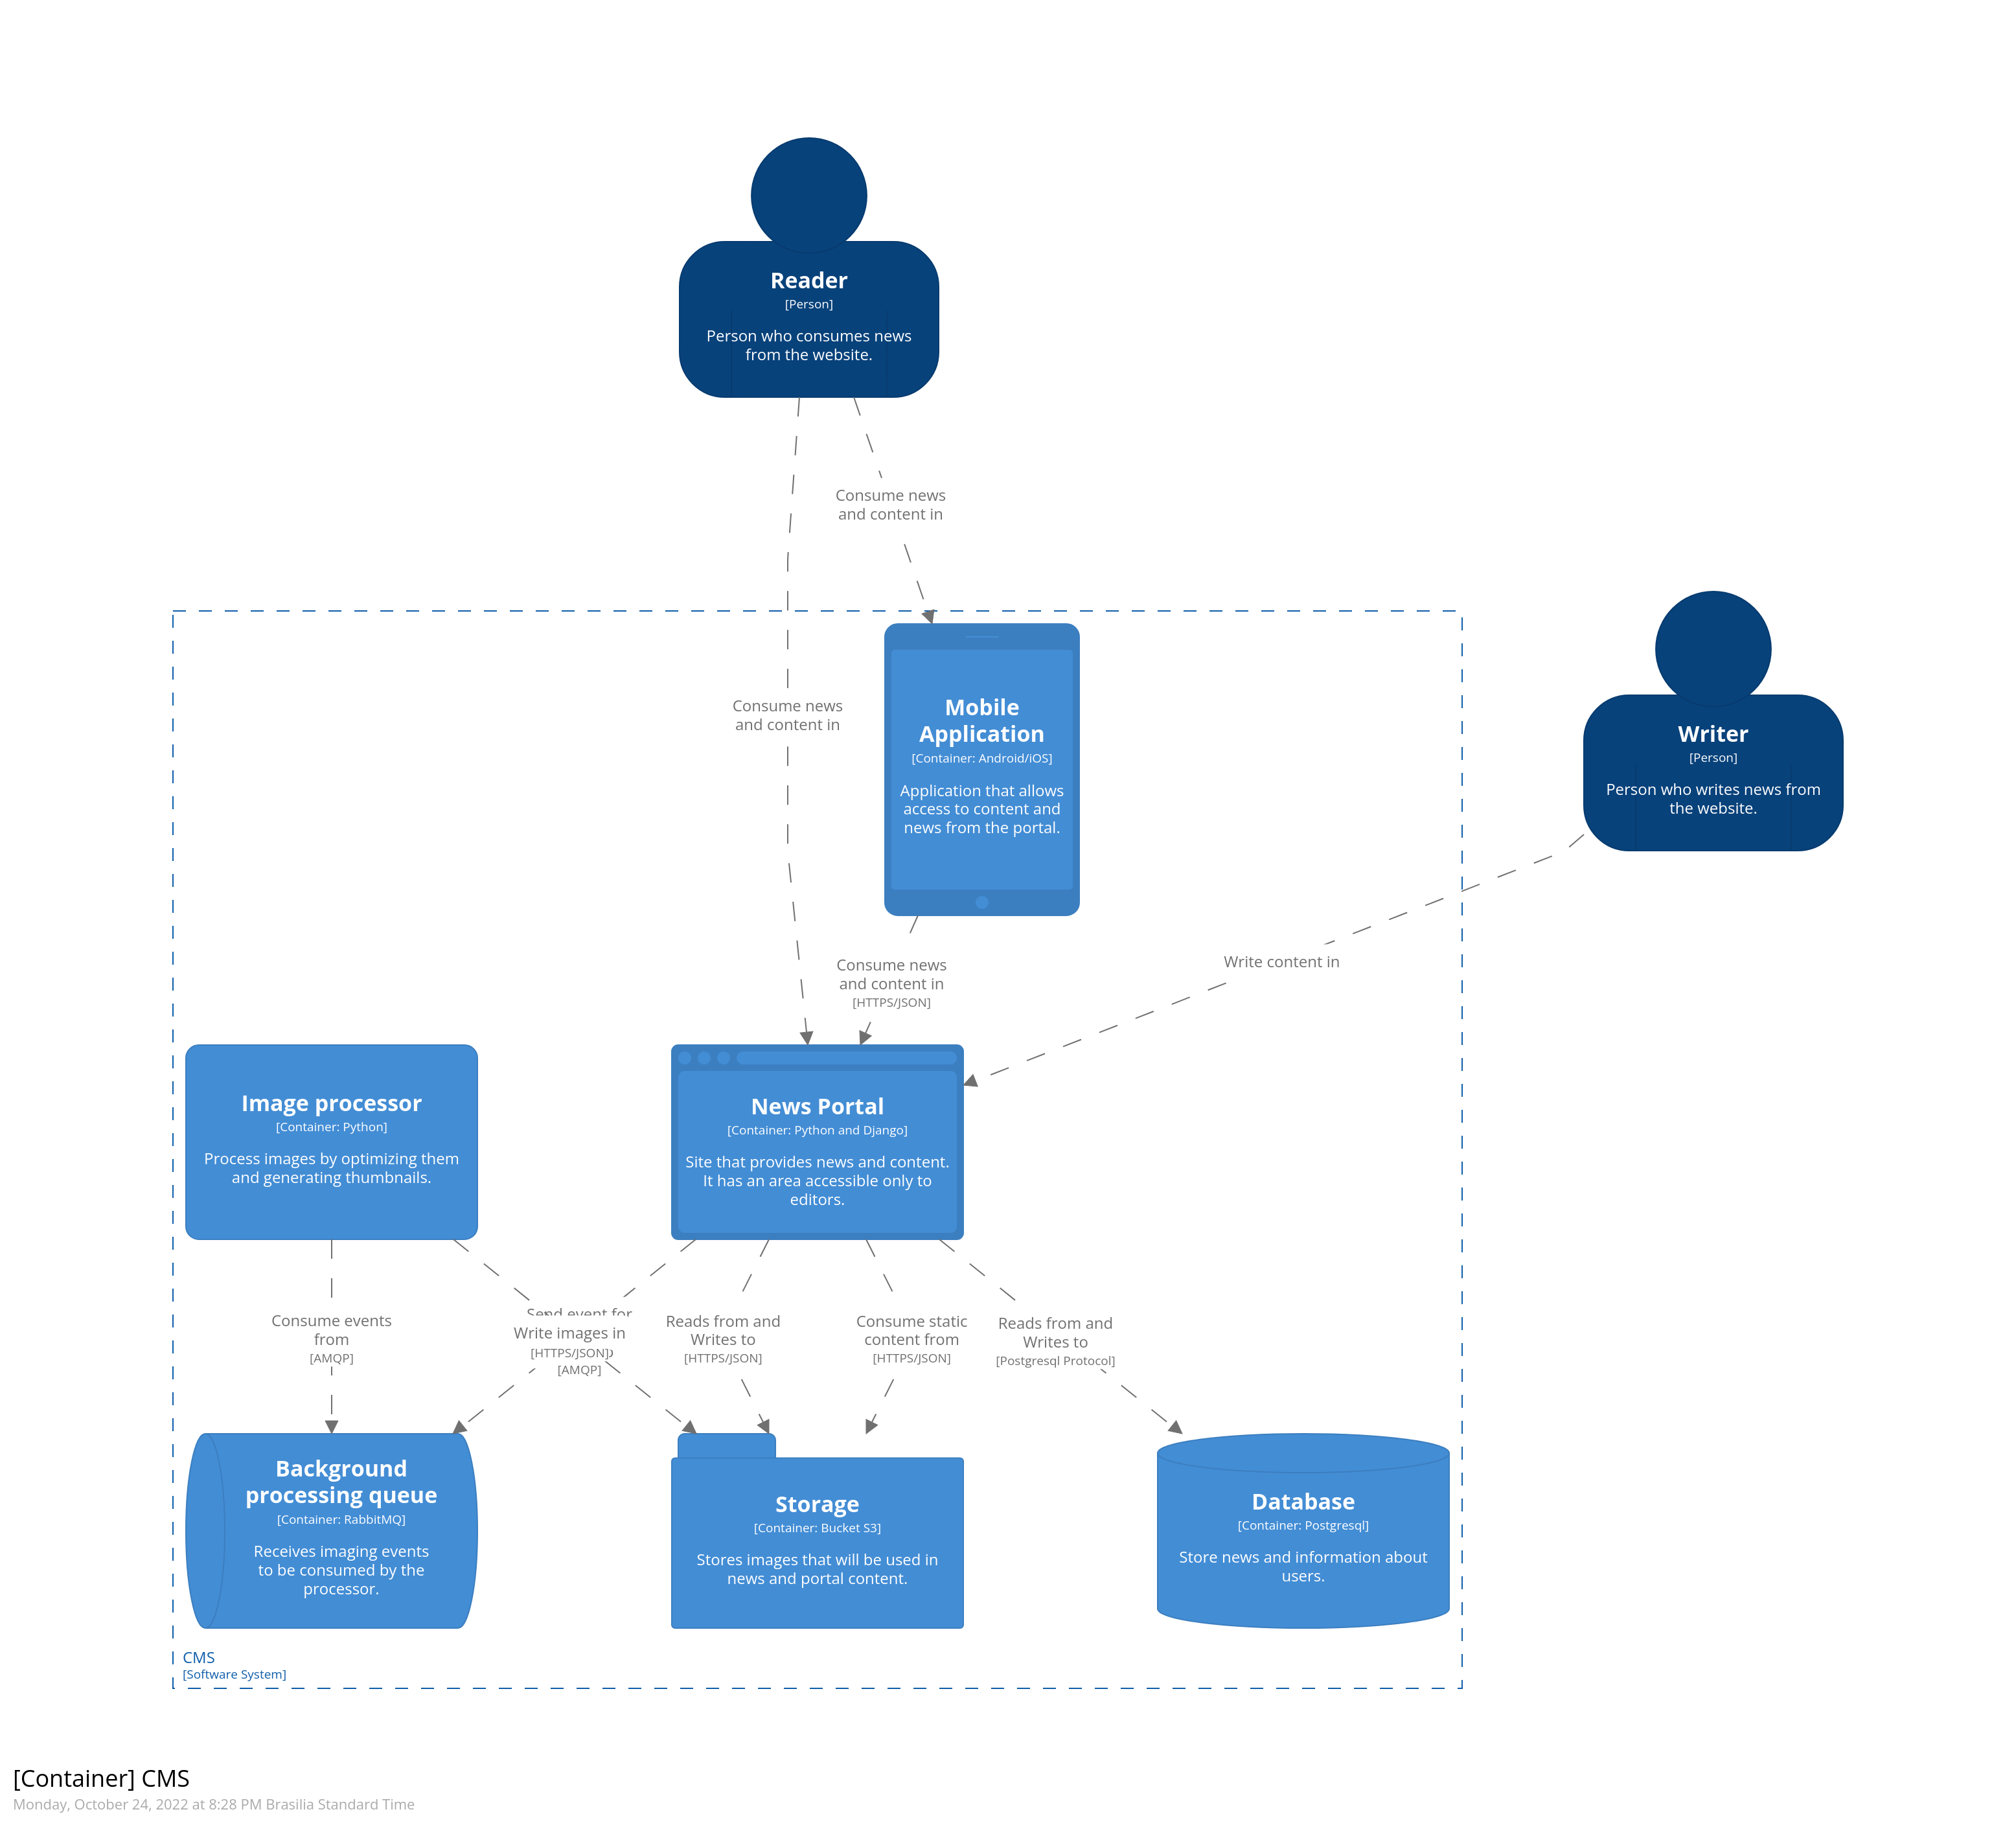 Reader
[Person]
Person who consumes news
from the website.
Consume news
and content in
Consume news
and content in
Mobile
Application
[Container: Android/iOS]
Application that allows
access to content and
news from the portal.
Writer
[Person]
Person who writes news from
the website.
Consume news
and content in
[HTTPS/JSON]
Write content in
Image processor
[Container: Python]
Process images by optimizing them
and generating thumbnails.
News Portal
[Container: Python and Django]
Site that provides news and content.
It has an area accessible only to
editors.
Consume events
from
[AMQP]
Send event for
Write images in
[HTTPS/JSON]
[AMQP]
Reads from and
Writes to
[HTTPS/JSON]
Consume static
content from
[HTTPS/JSON]
Reads from and
Writes to
[Postgresql Protocol]
Background
processing queue
[Container: RabbitMQ]
Receives imaging events
to be consumed by the
processor.
Storage
[Container: Bucket S3]
Stores images that will be used in
news and portal content.
Database
[Container: Postgresql]
Store news and information about
users.
CMS
[Software System]
[Container] CMS
Monday, October 24, 2022 at 8:28 PM Brasilia Standard Time